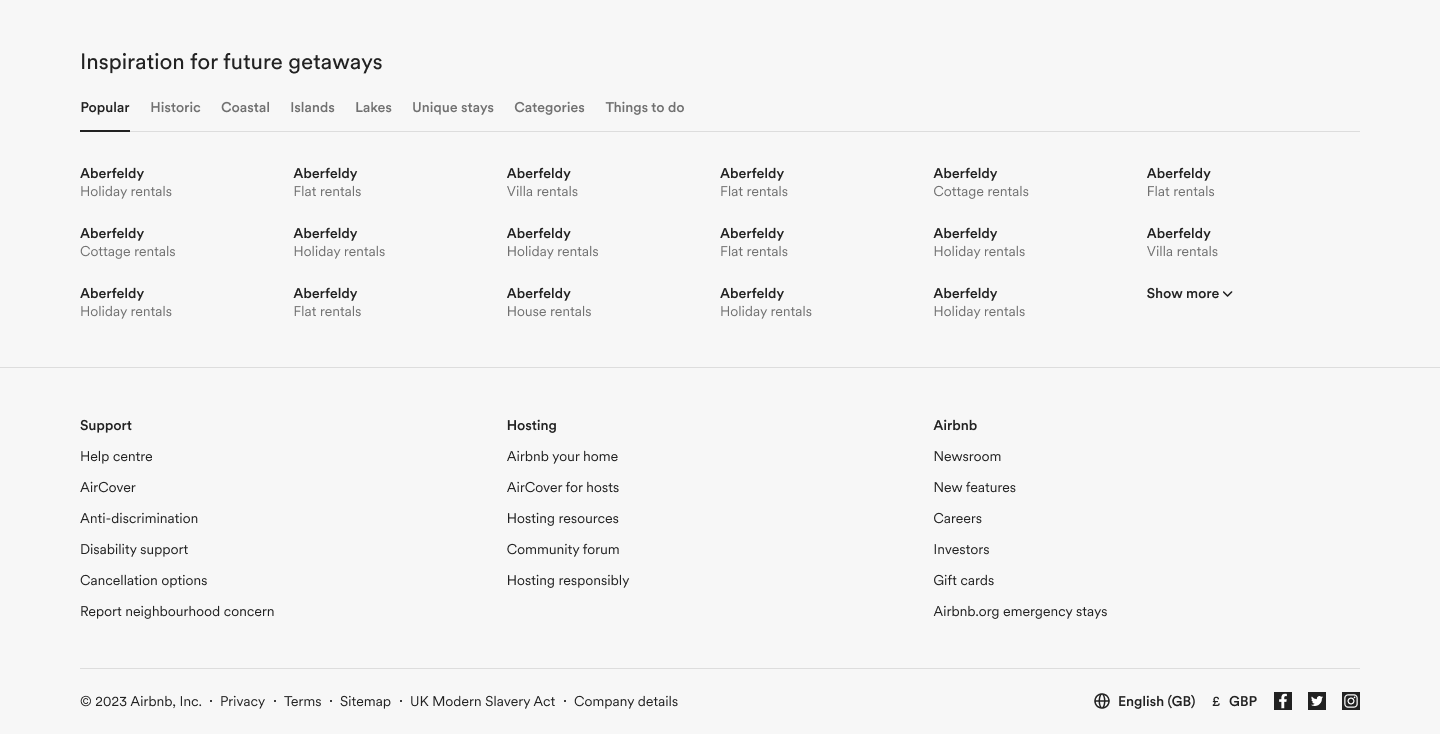 Inspiration for future getaways
Popular Historic Coastal Islands Lakes Unique stays Categories Things to do
Aberfeldy Aberfeldy Aberfeldy Aberfeldy Aberfeldy Aberfeldy
Holiday rentals Flat rentals Villa rentals Flat rentals Cottage rentals Flat rentals
Aberfeldy Aberfeldy Aberfeldy Aberfeldy Aberfeldy Aberfeldy
Cottage rentals Holiday rentals Holiday rentals Flat rentals Holiday rentals Villa rentals
Aberfeldy Aberfeldy Aberfeldy Aberfeldy Aberfeldy Show more
Holiday rentals Flat rentals House rentals Holiday rentals Holiday rentals
Support
Help centre
AirCover
Anti-discrimination
Disability support
Cancellation options
Report neighbourhood concern
Hosting
Airbnb your home
AirCover for hosts
Hosting resources
Community forum
Hosting responsibly
Airbnb
Newsroom
New features
Careers
Investors
Gift cards
Airbnb.org emergency stays
© 2023 Airbnb, Inc. · Privacy · Terms · Sitemap · UK Modern Slavery Act · Company details English (GB) £ GBP